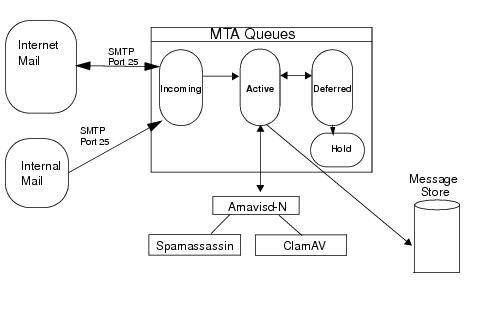 MTA Queues
Internet
Mail
SMTP
Port 25
Incoming
Active
Deferred
Hold
SMTP
Port 25
Internal
Mail
Message
Store
Amavisd-N
Spamassassin
ClamAV